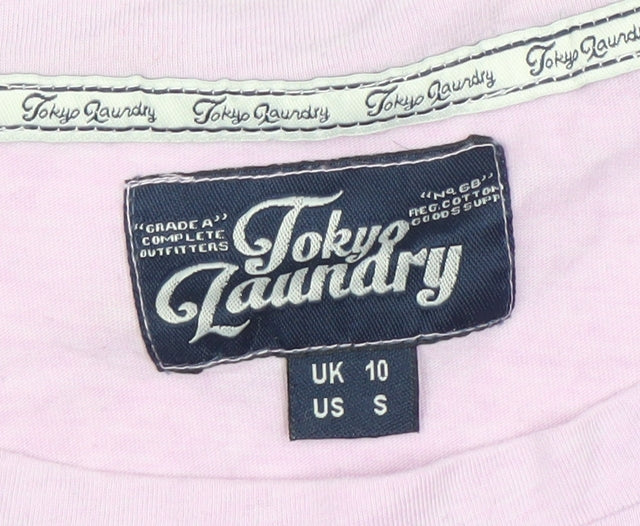 Tokyo Laundry Tokyo Laundry Tokyo Laundry Tokyo Laundry
"GRADE A"
COMPLETE
OUTFITTERS
Tokyo
Laundry
"No. 6B"
REG. COTTON
GOODS SUPP
UK 10
US S